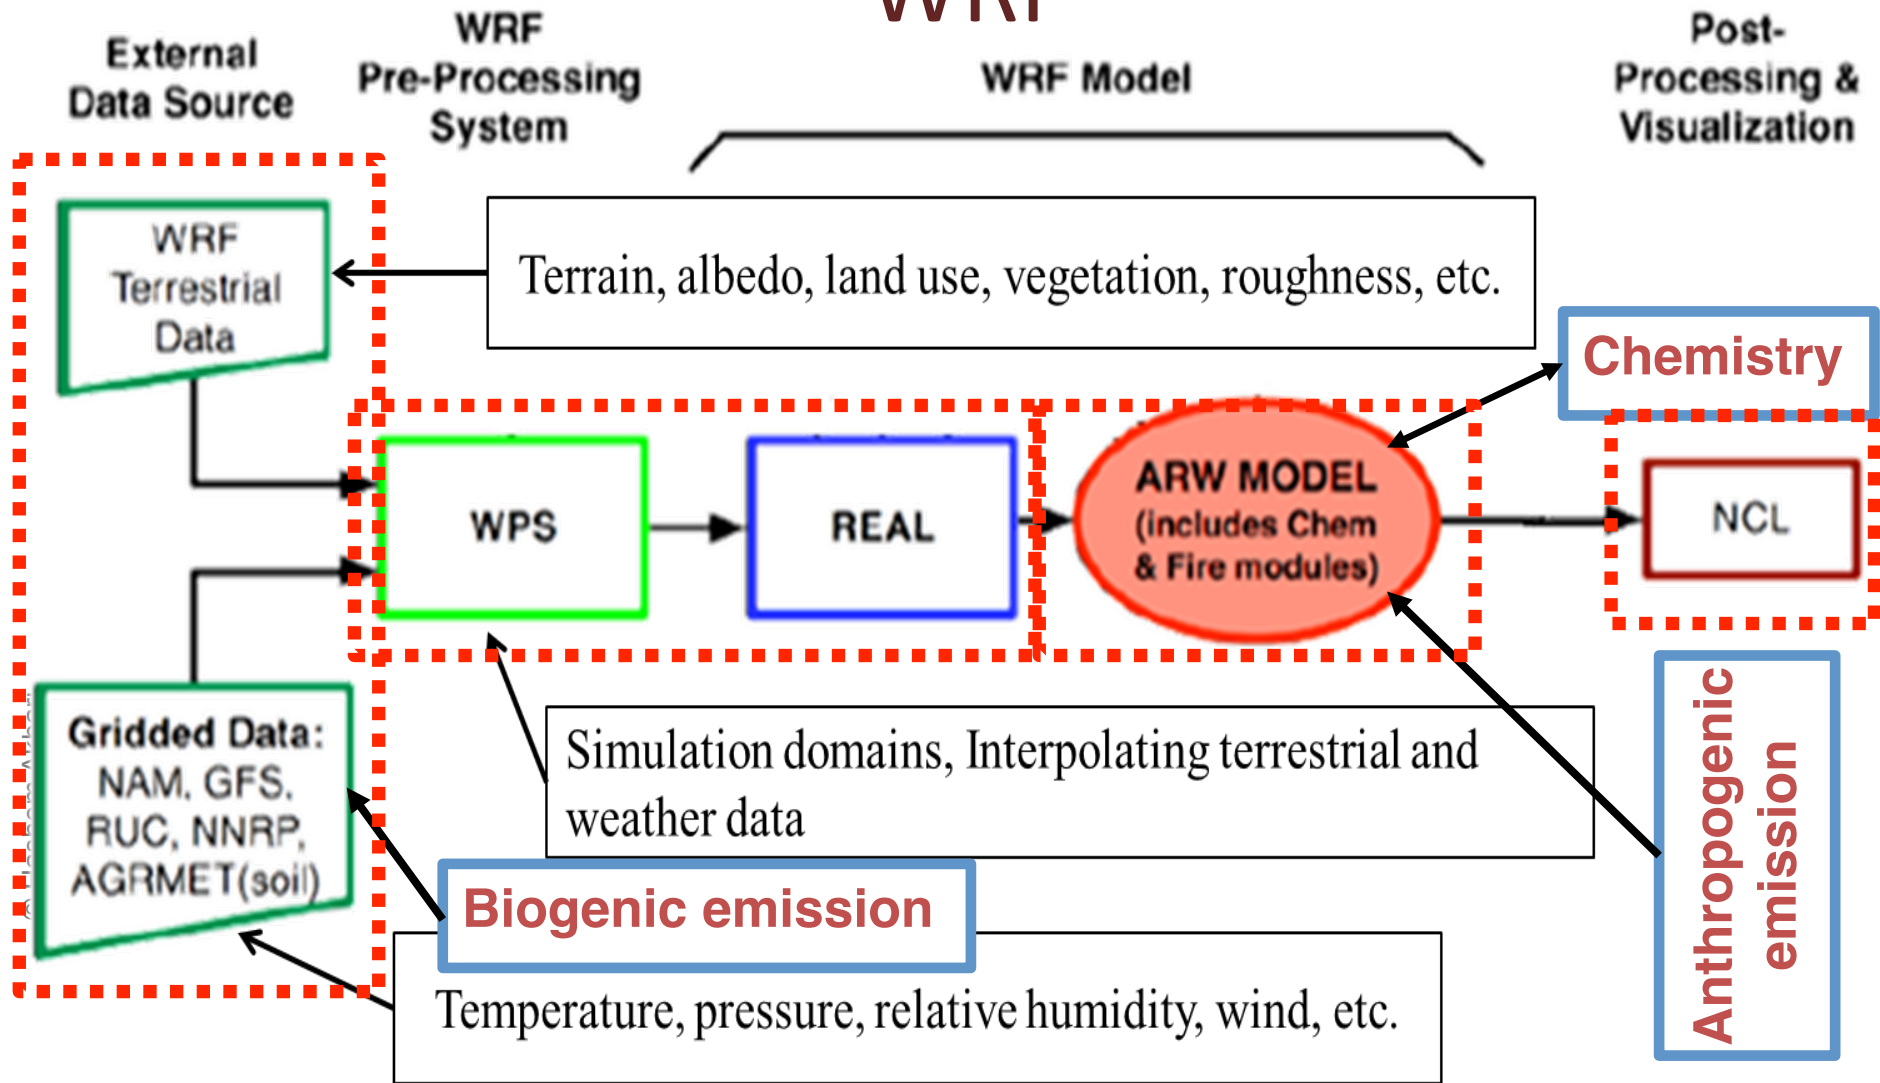 WRF
External
Data Source
WRF
Pre-Processing
System
WRF Model
Post-
Processing &
Visualization
WRF
Terrestrial
Data
Terrain, albedo, land use, vegetation, roughness, etc.
Chemistry
WPS
REAL
ARW MODEL
(includes Chem
& Fire modules)
NCL
Gridded Data:
NAM, GFS,
RUC, NNRP,
AGRMET(soil)
Simulation domains, Interpolating terrestrial and
weather data
Biogenic emission
Temperature, pressure, relative humidity, wind, etc.
Anthropogenic
emission